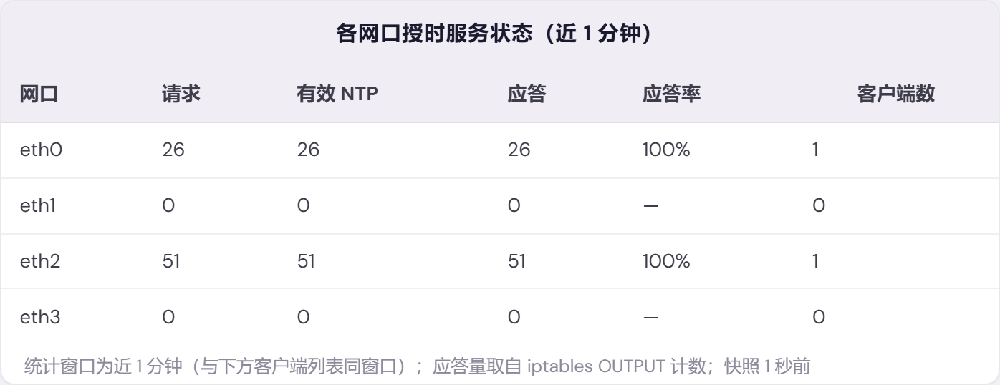 各网口授时服务状态（近 1 分钟）
网口 请求 有效 NTP 应答 应答率 客户端数
eth0 26 26 26 100% 1
eth1 0 0 0 — 0
eth2 51 51 51 100% 1
eth3 0 0 0 — 0
统计窗口为近 1 分钟（与下方客户端列表同窗口）；应答量取自 iptables OUTPUT 计数；快照 1 秒前